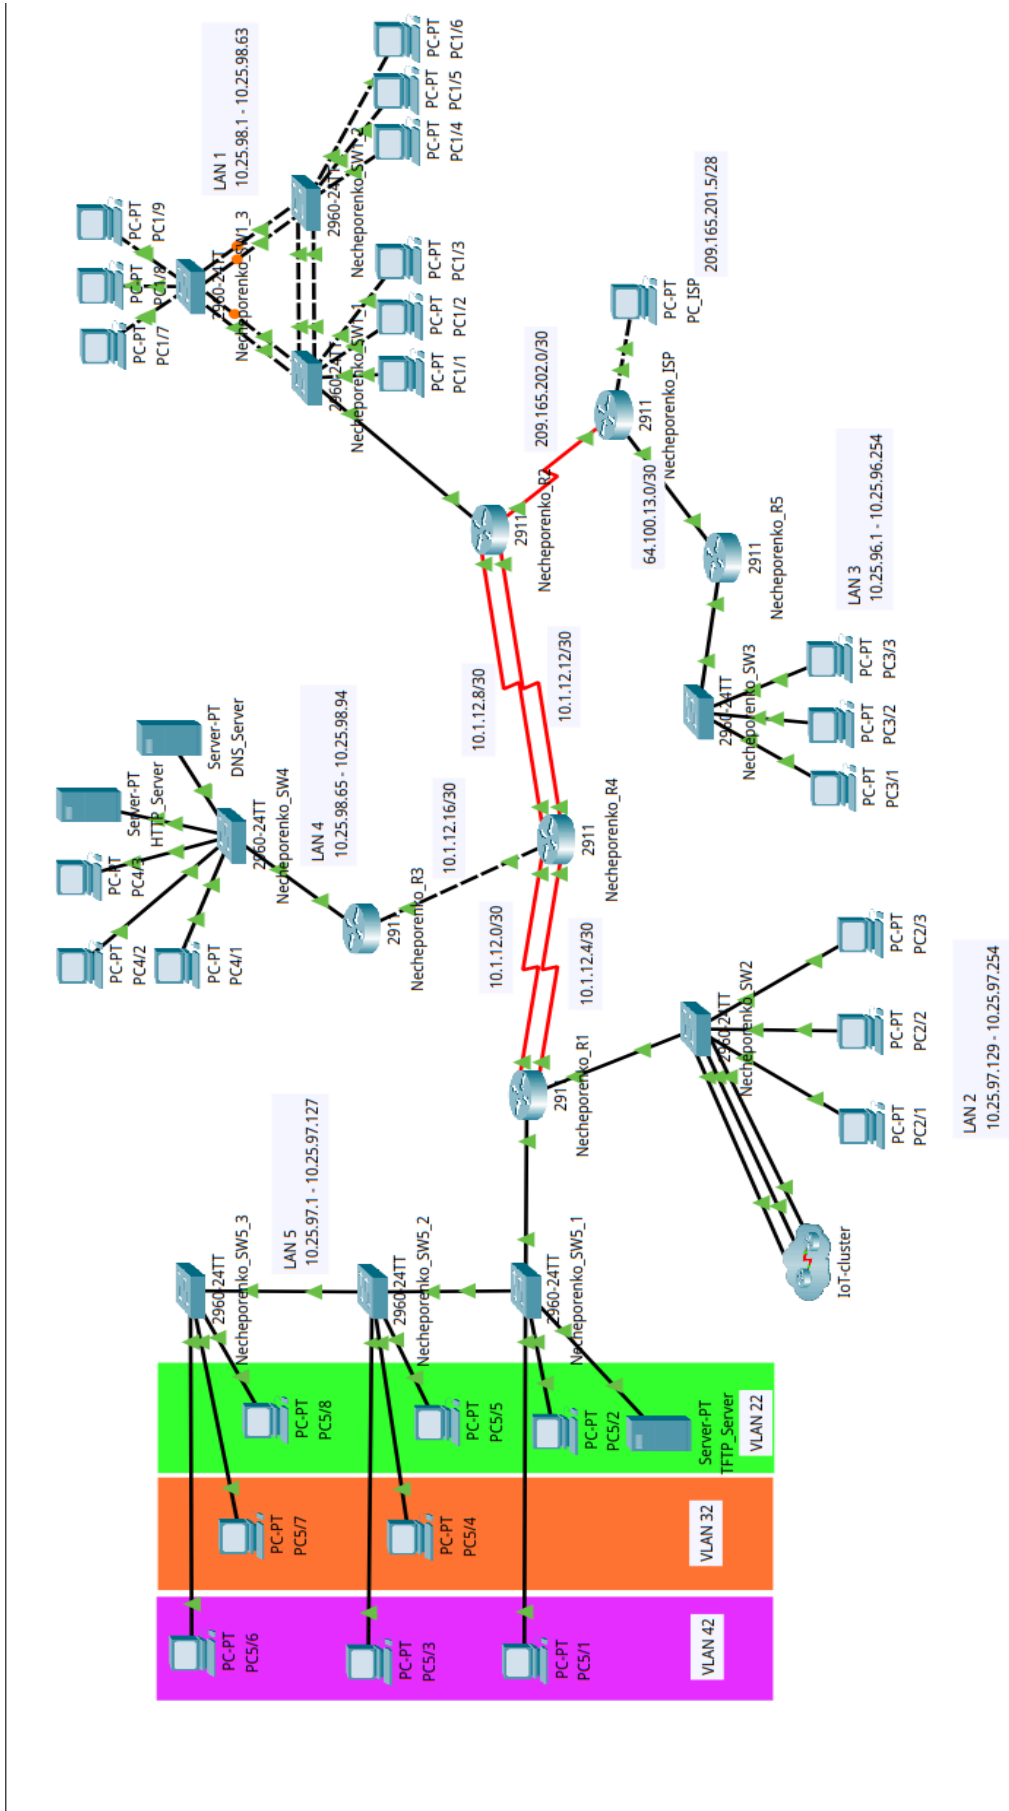 LAN 1
10.25.98.1 - 10.25.98.63
PC-PT
PC1/6
PC-PT
PC1/5
PC-PT
PC1/4
2960-24TT
Necheporenko_SW1_2
PC-PT
PC1/9
PC-PT
PC1/8
PC-PT
PC1/7
2960-24TT
Necheporenko_SW1_3
PC-PT
PC1/3
PC-PT
PC1/2
PC-PT
PC1/1
2960-24TT
Necheporenko_SW1_1
209.165.201.5/28
PC-PT
PC_ISP
209.165.202.0/30
2911
Necheporenko_ISP
64.100.13.0/30
2911
Necheporenko_R2
2911
Necheporenko_R5
LAN 3
10.25.96.1 - 10.25.96.254
2960-24TT
Necheporenko_SW3
PC-PT
PC3/3
PC-PT
PC3/2
PC-PT
PC3/1
10.1.12.8/30
10.1.12.12/30
Server-PT
DNS_Server
Server-PT
HTTP_Server
PC-PT
PC4/3
PC-PT
PC4/2
PC-PT
PC4/1
2960-24TT
Necheporenko_SW4
LAN 4
10.25.98.65 - 10.25.98.94
10.1.12.16/30
2911
Necheporenko_R3
2911
Necheporenko_R4
10.1.12.0/30
10.1.12.4/30
2911
Necheporenko_R1
2960-24TT
Necheporenko_SW2
PC-PT
PC2/3
PC-PT
PC2/2
PC-PT
PC2/1
LAN 2
10.25.97.129 - 10.25.97.254
IoT-cluster
LAN 5
10.25.97.1 - 10.25.97.127
2960-24TT
Necheporenko_SW5_3
2960-24TT
Necheporenko_SW5_2
2960-24TT
Necheporenko_SW5_1
PC-PT
PC5/8
PC-PT
PC5/5
PC-PT
PC5/2
Server-PT
TFTP_Server
VLAN 22
PC-PT
PC5/7
PC-PT
PC5/4
VLAN 32
PC-PT
PC5/6
PC-PT
PC5/3
PC-PT
PC5/1
VLAN 42